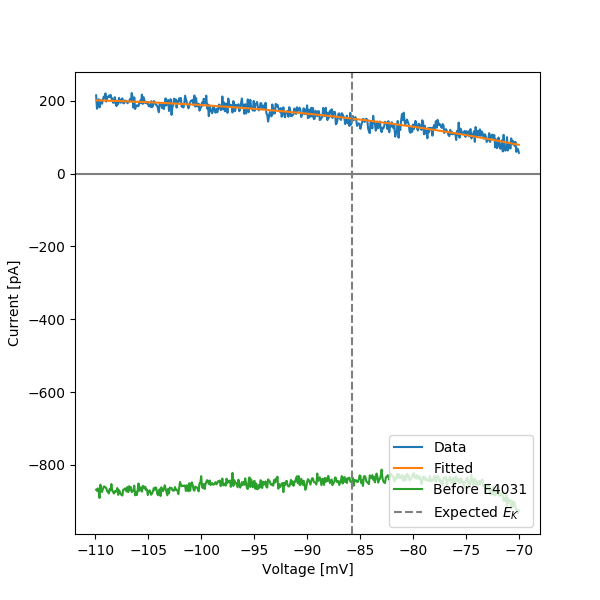 200
0
−200
−400
−600
−800
Current [pA]
Data
Fitted
Before E4031
Expected E_K
−110 −105 −100 −95 −90 −85 −80 −75 −70
Voltage [mV]